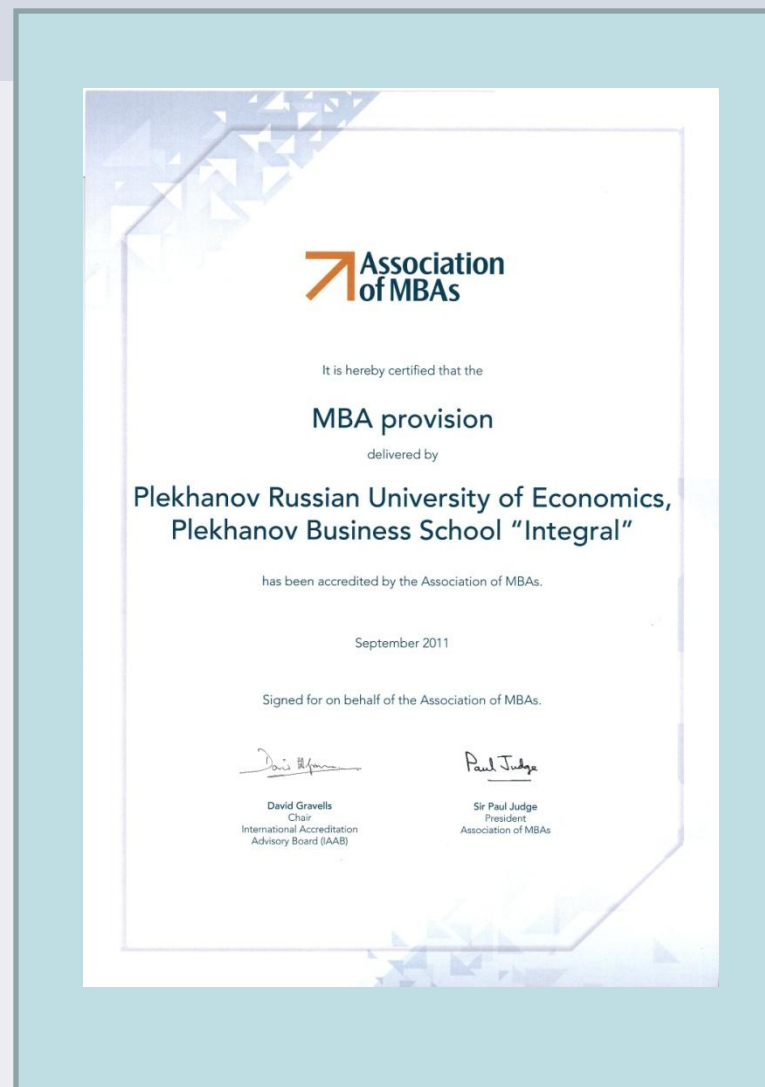 Association
of MBAs
It is hereby certified that the
MBA provision
delivered by
Plekhanov Russian University of Economics,
Plekhanov Business School “Integral”
has been accredited by the Association of MBAs.
September 2011
Signed for on behalf of the Association of MBAs.
Paul Judge
David Gravells
Chair
International Accreditation
Advisory Board (IAAB)
Sir Paul Judge
President
Association of MBAs